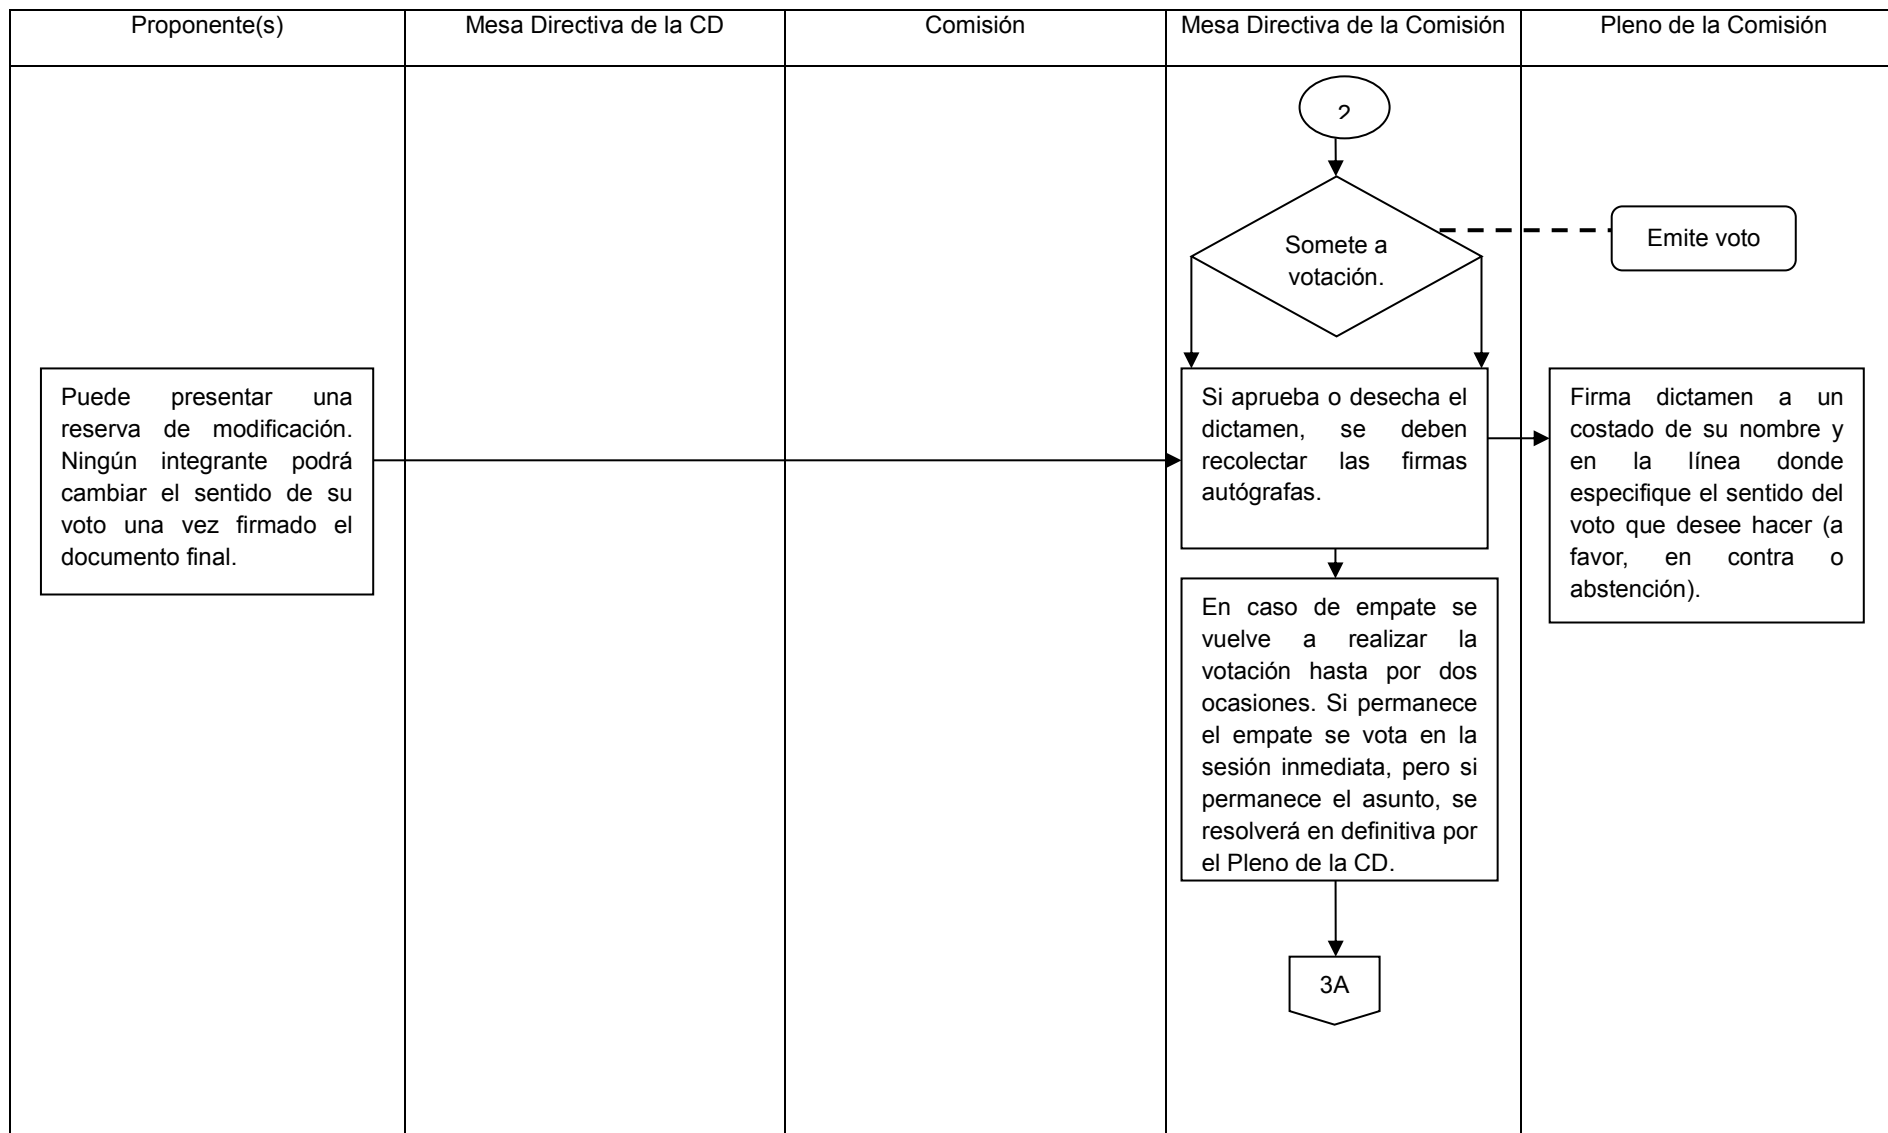 Proponente(s)
Mesa Directiva de la CD
Comisión
Mesa Directiva de la Comisión
Pleno de la Comisión
2
Somete a
votación.
Emite voto
Puede presentar una
reserva de modificación.
Ningún integrante podrá
cambiar el sentido de su
voto una vez firmado el
documento final.
Si aprueba o desecha el
dictamen, se deben
recolectar las firmas
autógrafas.
Firma dictamen a un
costado de su nombre y
en la línea donde
especifique el sentido del
voto que desee hacer (a
favor, en contra o
abstención).
En caso de empate se
vuelve a realizar la
votación hasta por dos
ocasiones. Si permanece
el empate se vota en la
sesión inmediata, pero si
permanece el asunto, se
resolverá en definitiva por
el Pleno de la CD.
3A